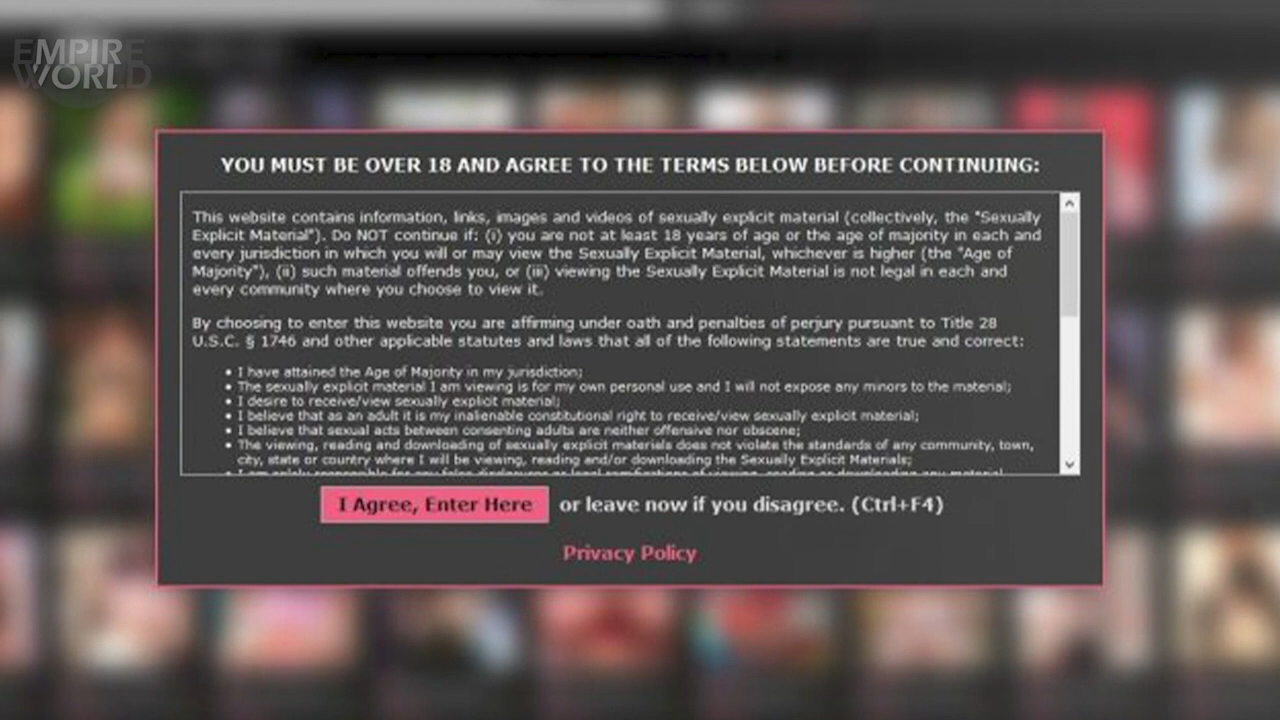 EMPIRE
WORLD
YOU MUST BE OVER 18 AND AGREE TO THE TERMS BELOW BEFORE CONTINUING:
This website contains information, links, images and videos of sexually explicit material (collectively, the "Sexually
Explicit Material"). Do NOT continue if: (i) you are not at least 18 years of age or the age of majority in each and
every jurisdiction in which you will or may view the Sexually Explicit Material, whichever is higher (the "Age of
Majority"), (ii) such material offends you, or (iii) viewing the Sexually Explicit Material is not legal in each and
every community where you choose to view it.
By choosing to enter this website you are affirming under oath and penalties of perjury pursuant to Title 28
U.S.C. § 1746 and other applicable statutes and laws that all of the following statements are true and correct:
• I have attained the Age of Majority in my jurisdiction;
• The sexually explicit material I am viewing is for my own personal use and I will not expose any minors to the material;
• I desire to receive/view sexually explicit material;
• I believe that as an adult it is my inalienable constitutional right to receive/view sexually explicit material;
• I believe that sexual acts between consenting adults are neither offensive nor obscene;
• The viewing, reading and downloading of sexually explicit materials does not violate the standards of any community, town,
city, state or country where I will be viewing, reading and/or downloading the Sexually Explicit Materials;
I Agree, Enter Here or leave now if you disagree. (Ctrl+F4)
Privacy Policy